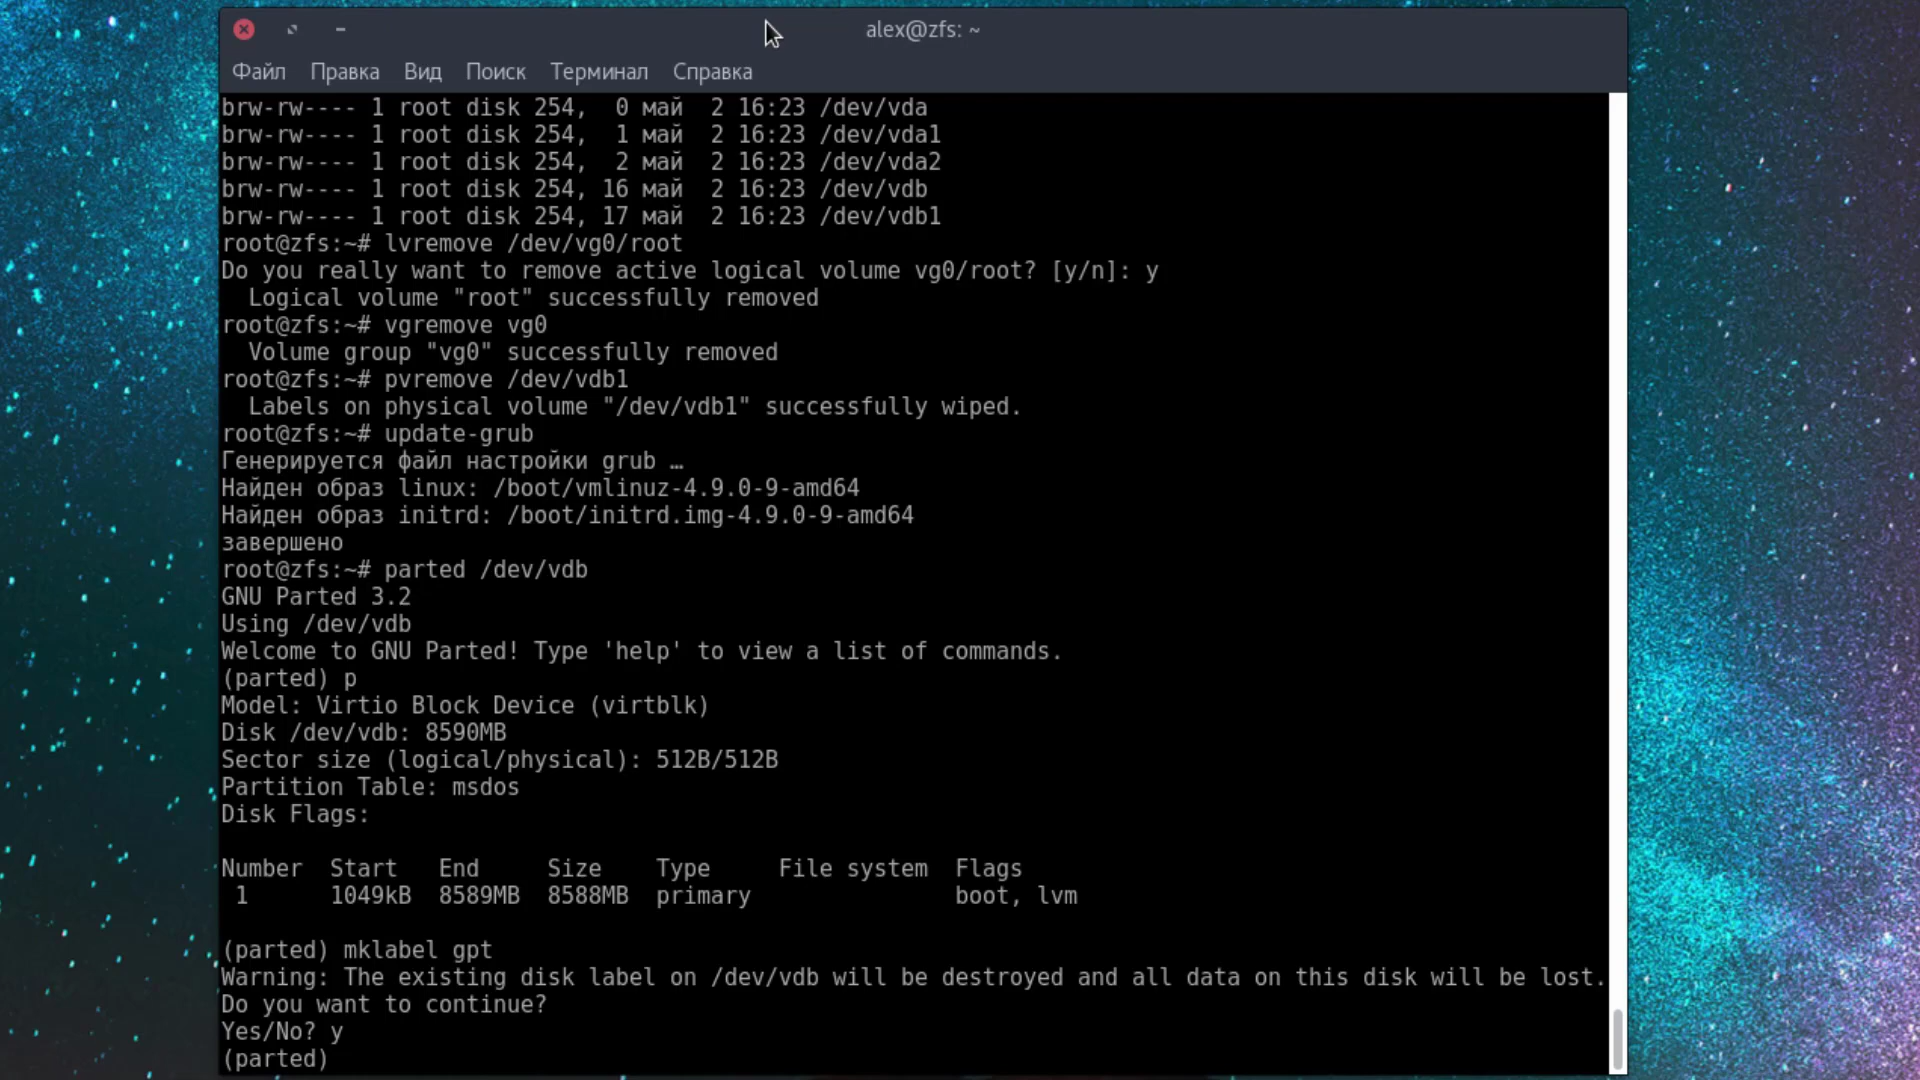 alex@zfs: ~
Файл Правка Вид Поиск Терминал Справка
brw-rw---- 1 root disk 254,  0 май  2 16:23 /dev/vda
brw-rw---- 1 root disk 254,  1 май  2 16:23 /dev/vda1
brw-rw---- 1 root disk 254,  2 май  2 16:23 /dev/vda2
brw-rw---- 1 root disk 254, 16 май  2 16:23 /dev/vdb
brw-rw---- 1 root disk 254, 17 май  2 16:23 /dev/vdb1
root@zfs:~# lvremove /dev/vg0/root
Do you really want to remove active logical volume vg0/root? [y/n]: y
  Logical volume "root" successfully removed
root@zfs:~# vgremove vg0
  Volume group "vg0" successfully removed
root@zfs:~# pvremove /dev/vdb1
  Labels on physical volume "/dev/vdb1" successfully wiped.
root@zfs:~# update-grub
Генерируется файл настройки grub …
Найден образ linux: /boot/vmlinuz-4.9.0-9-amd64
Найден образ initrd: /boot/initrd.img-4.9.0-9-amd64
завершено
root@zfs:~# parted /dev/vdb
GNU Parted 3.2
Using /dev/vdb
Welcome to GNU Parted! Type 'help' to view a list of commands.
(parted) p
Model: Virtio Block Device (virtblk)
Disk /dev/vdb: 8590MB
Sector size (logical/physical): 512B/512B
Partition Table: msdos
Disk Flags:
Number  Start   End     Size    Type     File system  Flags
 1      1049kB  8589MB  8588MB  primary               boot, lvm
(parted) mklabel gpt
Warning: The existing disk label on /dev/vdb will be destroyed and all data on this disk will be lost.
Do you want to continue?
Yes/No? y
(parted)